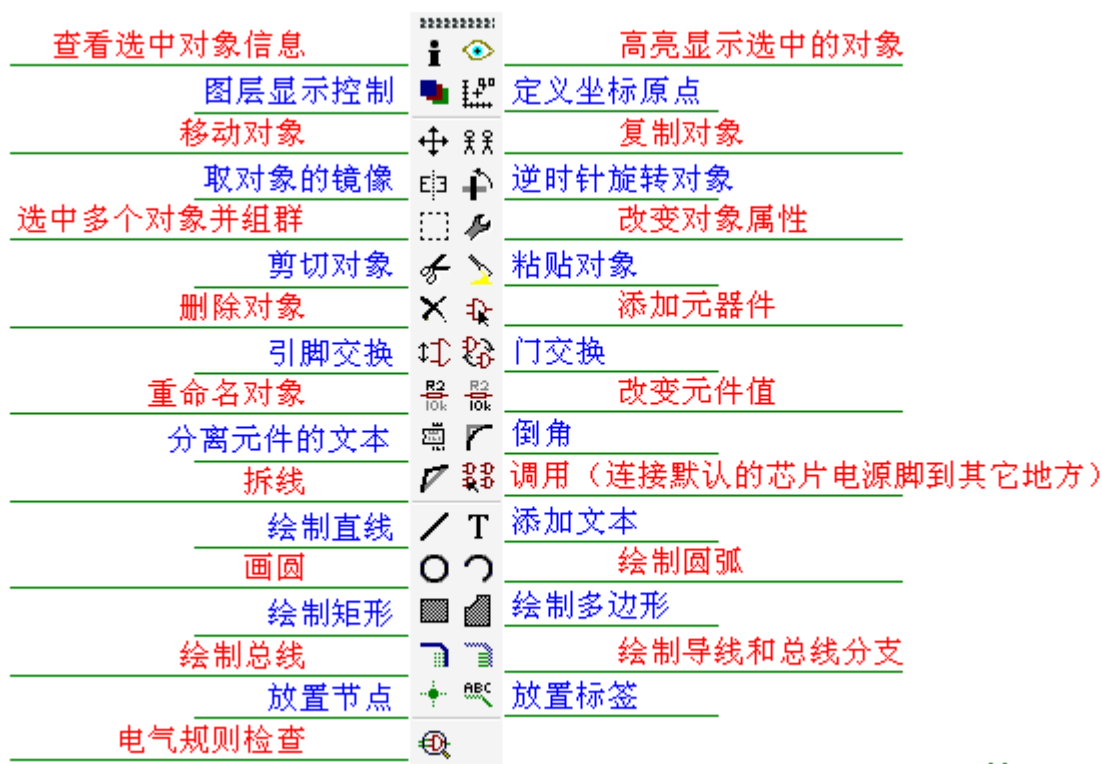 查看选中对象信息 高亮显示选中的对象
图层显示控制 定义坐标原点
移动对象 复制对象
取对象的镜像 逆时针旋转对象
选中多个对象并组群 改变对象属性
剪切对象 粘贴对象
删除对象 添加元器件
引脚交换 门交换
重命名对象 R2 10k R2 10k 改变元件值
分离元件的文本 倒角
拆线 调用（连接默认的芯片电源脚到其它地方）
绘制直线 T 添加文本
画圆 绘制圆弧
绘制矩形 绘制多边形
绘制总线 绘制导线和总线分支
放置节点 ABC 放置标签
电气规则检查